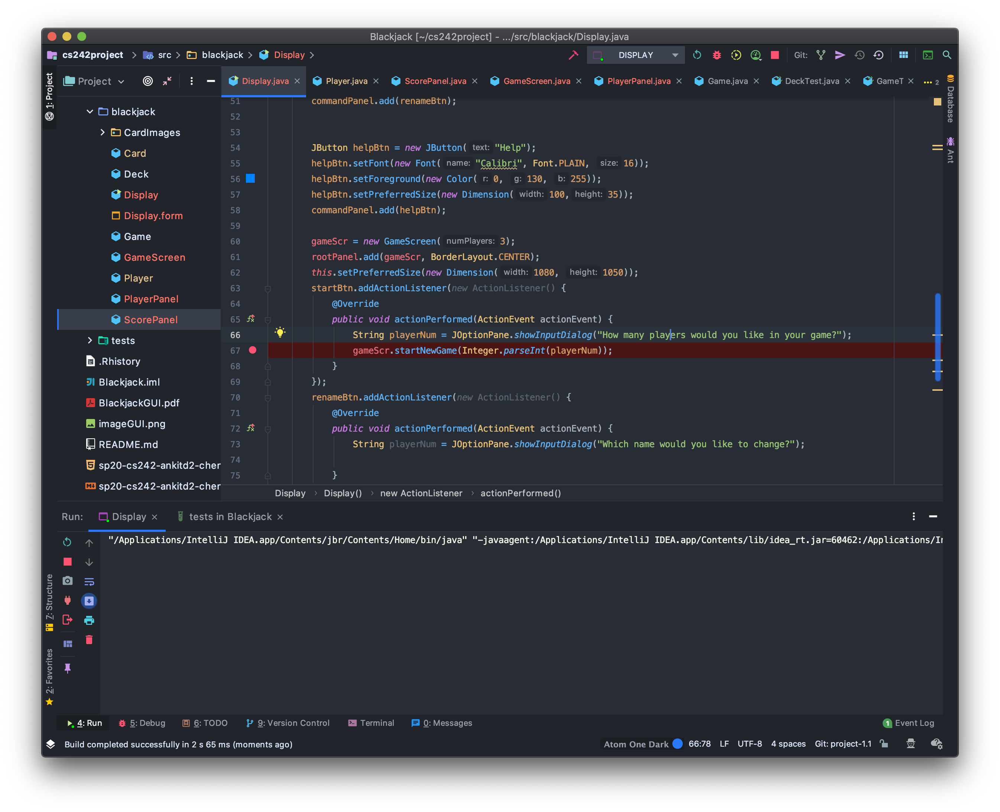 Blackjack [~/cs242project] - .../src/blackjack/Display.java
cs242project > src > blackjack > Display >
DISPLAY
Git:
1: Project
Project
Display.java
Player.java
ScorePanel.java
GameScreen.java
PlayerPanel.java
Game.java
DeckTest.java
GameT
2
Database
Ant
blackjack
CardImages
Card
Deck
Display
Display.form
Game
GameScreen
Player
PlayerPanel
ScorePanel
tests
.Rhistory
Blackjack.iml
BlackjackGUI.pdf
imageGUI.png
README.md
sp20-cs242-ankitd2-cher
sp20-cs242-ankitd2-cher
51 commandPanel.add(renameBtn);
52
53
54 JButton helpBtn = new JButton( text: "Help");
55 helpBtn.setFont(new Font( name: "Calibri", Font.PLAIN, size: 16));
56 helpBtn.setForeground(new Color( r: 0, g: 130, b: 255));
57 helpBtn.setPreferredSize(new Dimension( width: 100, height: 35));
58 commandPanel.add(helpBtn);
59
60 gameScr = new GameScreen( numPlayers: 3);
61 rootPanel.add(gameScr, BorderLayout.CENTER);
62 this.setPreferredSize(new Dimension( width: 1080, height: 1050));
63 startBtn.addActionListener(new ActionListener() {
64 @Override
65 public void actionPerformed(ActionEvent actionEvent) {
66 String playerNum = JOptionPane.showInputDialog("How many players would you like in your game?");
67 gameScr.startNewGame(Integer.parseInt(playerNum));
68 }
69 });
70 renameBtn.addActionListener(new ActionListener() {
71 @Override
72 public void actionPerformed(ActionEvent actionEvent) {
73 String playerNum = JOptionPane.showInputDialog("Which name would you like to change?");
74
75 }
Display > Display() > new ActionListener > actionPerformed()
Run: Display tests in Blackjack
"/Applications/IntelliJ IDEA.app/Contents/jbr/Contents/Home/bin/java" "-javaagent:/Applications/IntelliJ IDEA.app/Contents/lib/idea_rt.jar=60462:/Applications/In
7: Structure
2: Favorites
4: Run 5: Debug 6: TODO 9: Version Control Terminal 0: Messages
1 Event Log
Build completed successfully in 2 s 65 ms (moments ago)
Atom One Dark 66:78 LF UTF-8 4 spaces Git: project-1.1